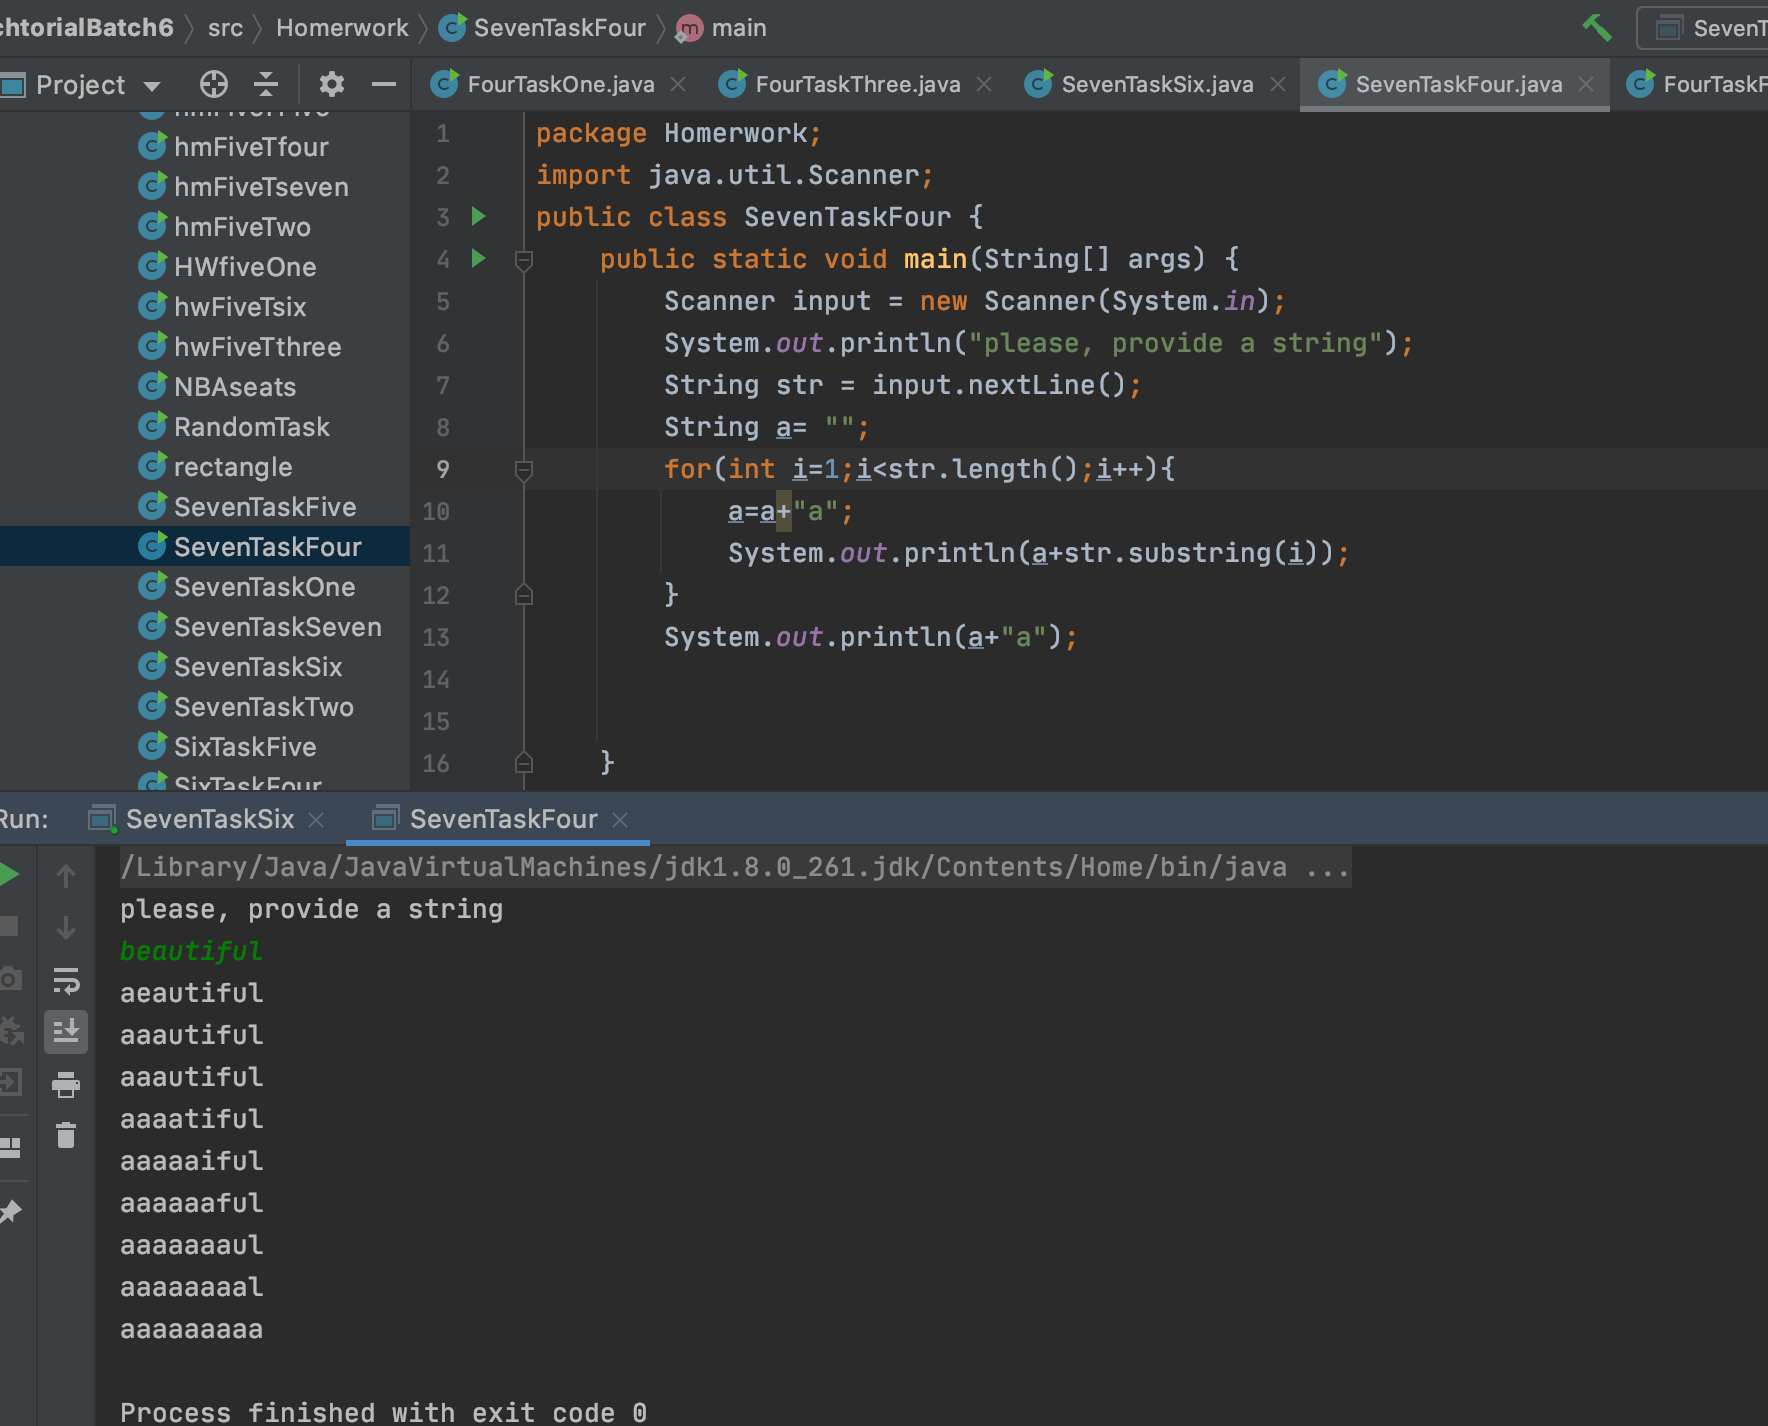 chtorialBatch6 src Homerwork SevenTaskFour main SevenT
Project FourTaskOne.java FourTaskThree.java SevenTaskSix.java SevenTaskFour.java FourTaskF
hmFiveTfour
hmFiveTseven
hmFiveTwo
HWfiveOne
hwFiveTsix
hwFiveTthree
NBAseats
RandomTask
rectangle
SevenTaskFive
SevenTaskFour
SevenTaskOne
SevenTaskSeven
SevenTaskSix
SevenTaskTwo
SixTaskFive
SixTaskFour
1 package Homerwork;
2 import java.util.Scanner;
3 public class SevenTaskFour {
4 public static void main(String[] args) {
5 Scanner input = new Scanner(System.in);
6 System.out.println("please, provide a string");
7 String str = input.nextLine();
8 String a= "";
9 for(int i=1;i<str.length();i++){
10 a=a+"a";
11 System.out.println(a+str.substring(i));
12 }
13 System.out.println(a+"a");
14
15
16 }
Run: SevenTaskSix SevenTaskFour
/Library/Java/JavaVirtualMachines/jdk1.8.0_261.jdk/Contents/Home/bin/java ...
please, provide a string
beautiful
aeautiful
aaautiful
aaautiful
aaaatiful
aaaaaiful
aaaaaaful
aaaaaaaul
aaaaaaaal
aaaaaaaaa
Process finished with exit code 0